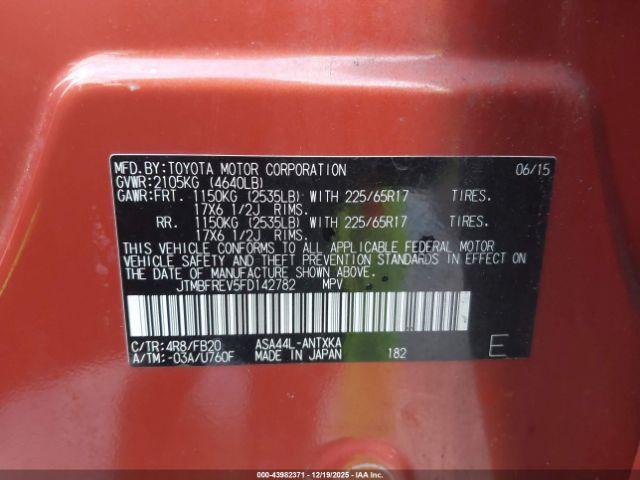 MFD.BY:TOYOTA MOTOR CORPORATION 06/15
GVWR:2105KG (4640LB)
GAWR:FRT. 1150KG (2535LB) WITH 225/65R17 TIRES.
17X6 1/2J RIMS.
RR. 1150KG (2535LB) WITH 225/65R17 TIRES.
17X6 1/2J RIMS.
THIS VEHICLE CONFORMS TO ALL APPLICABLE FEDERAL MOTOR
VEHICLE SAFETY AND THEFT PREVENTION STANDARDS IN EFFECT
ON THE DATE OF MANUFACTURE SHOWN ABOVE.
JTMBFREV5FD142782 MPV
C/TR:4R8/FB20 ASA44L-ANTXKA
A/TM:-03A/U760F MADE IN JAPAN 182 E
000-43982371 - 12/19/2025 - IAAI.COM